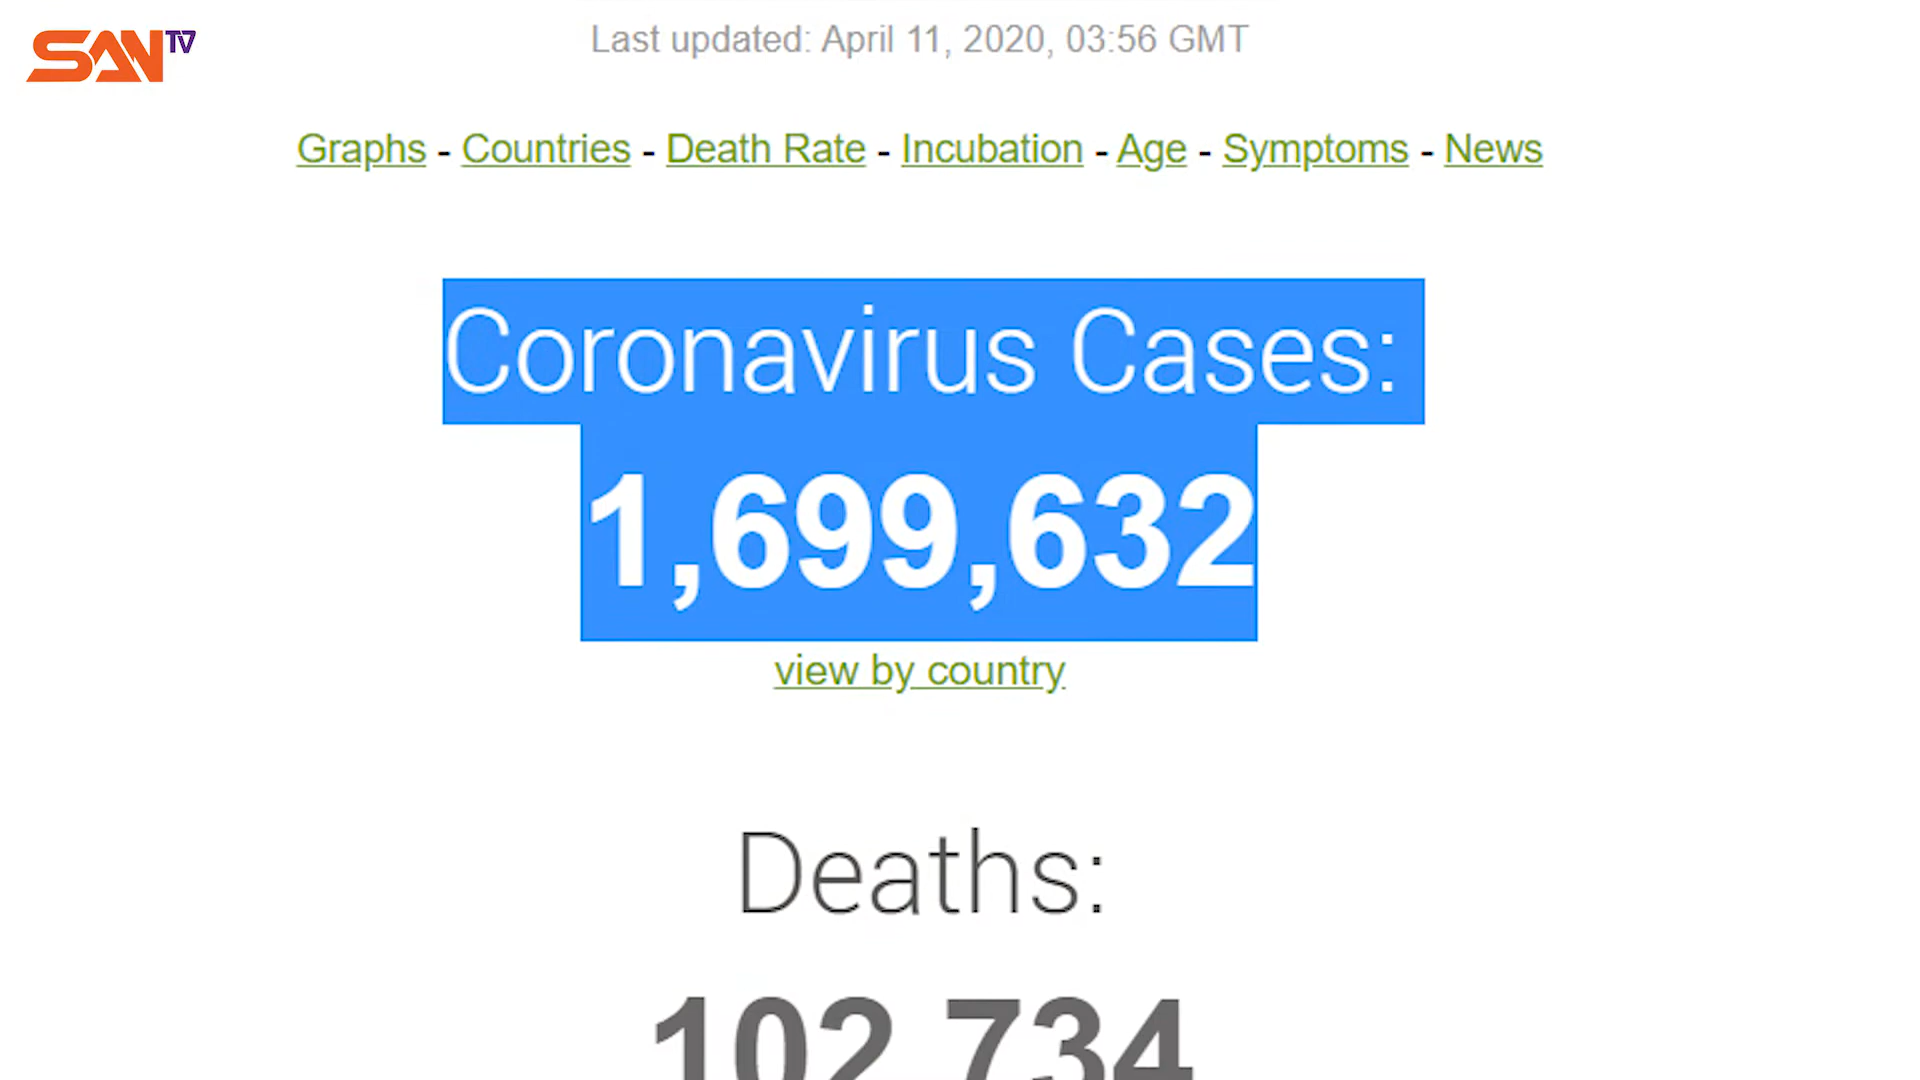 SANTV
Last updated: April 11, 2020, 03:56 GMT
Graphs - Countries - Death Rate - Incubation - Age - Symptoms - News
Coronavirus Cases:
1,699,632
view by country
Deaths:
102,734